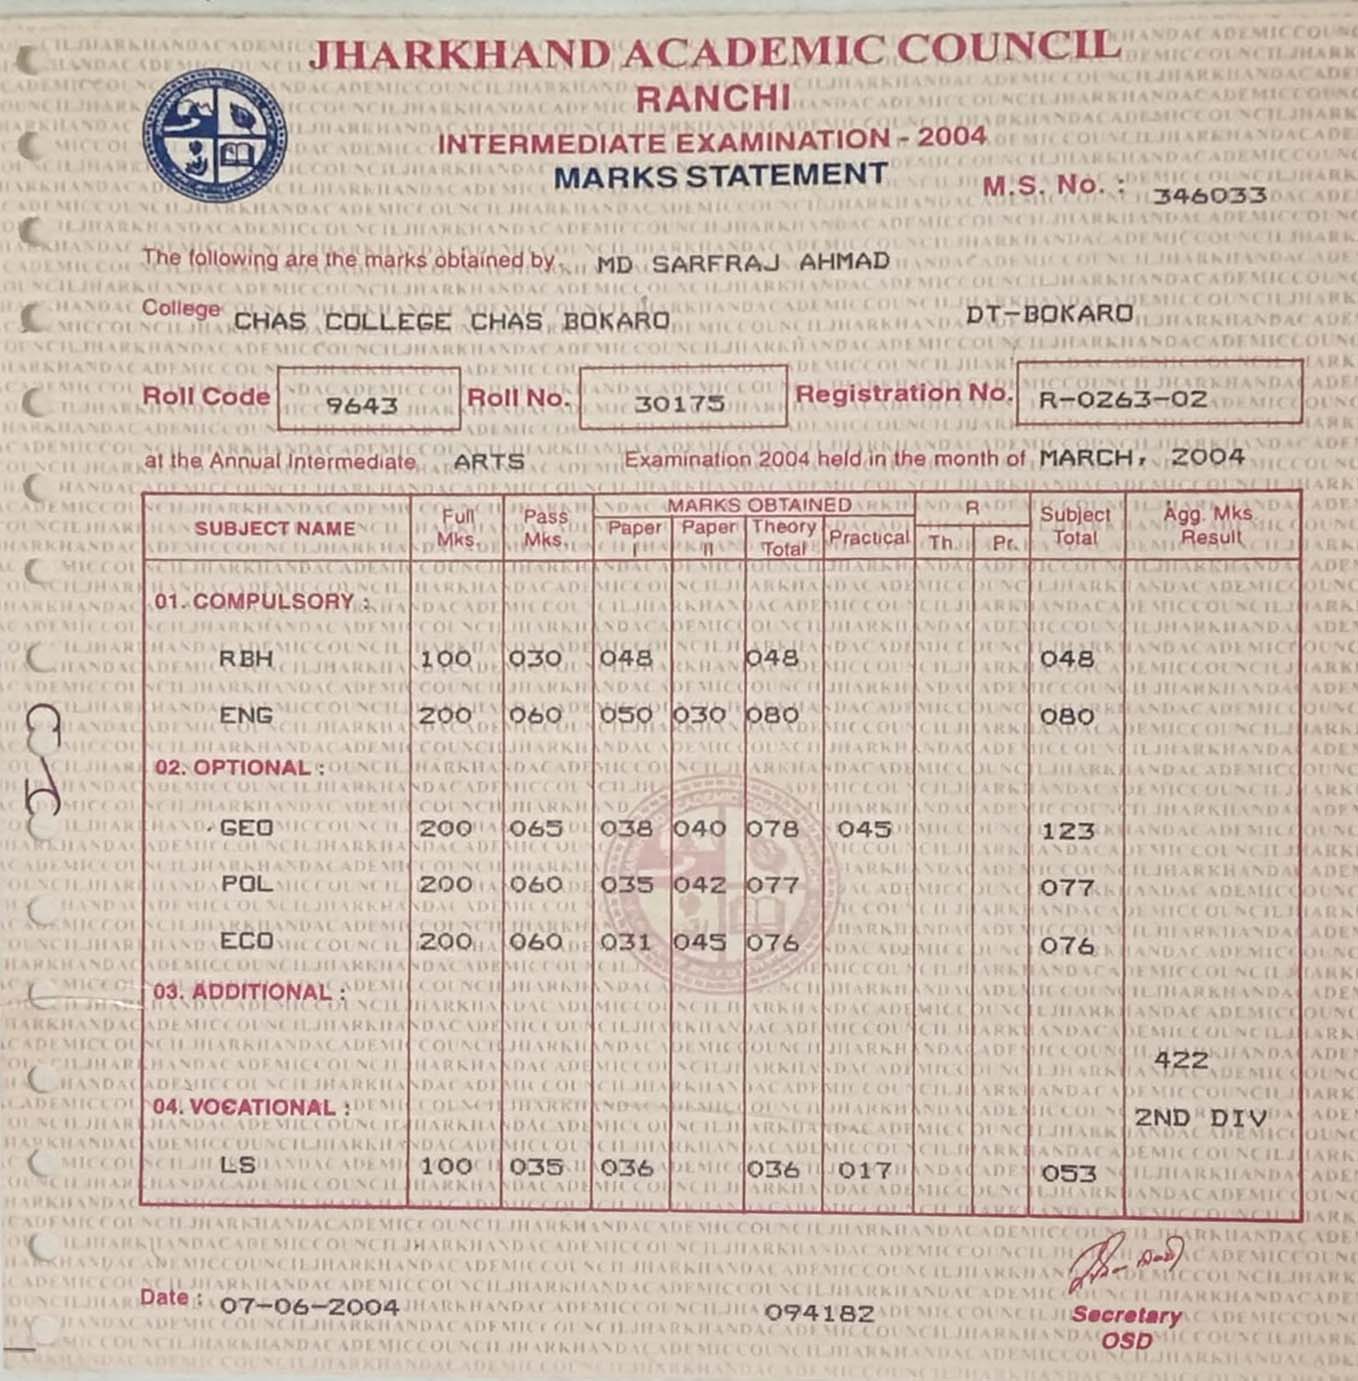 JHARKHAND ACADEMIC COUNCIL
RANCHI
INTERMEDIATE EXAMINATION - 2004
MARKS STATEMENT
M.S. No. : 346033
The following are the marks obtained by MD SARFRAJ AHMAD
College CHAS COLLEGE CHAS BOKARO DT-BOKARO
Roll Code 9643 Roll No. 30175 Registration No. R-0263-02
at the Annual Intermediate ARTS Examination 2004 held in the month of MARCH, 2004
SUBJECT NAME Full Mks. Pass Mks. MARKS OBTAINED R Subject Total Agg. Mks Result
Paper I Paper II Theory Total Practical Th. Pr.
01. COMPULSORY :
RBH 100 030 048 048 048
ENG 200 060 050 030 080 080
02. OPTIONAL :
GEO 200 065 038 040 078 045 123
POL 200 060 035 042 077 077
ECO 200 060 031 045 076 076
03. ADDITIONAL :
422
04. VOCATIONAL : 2ND DIV
LS 100 035 036 036 017 053
Date : 07-06-2004 094182
Secretary
OSD